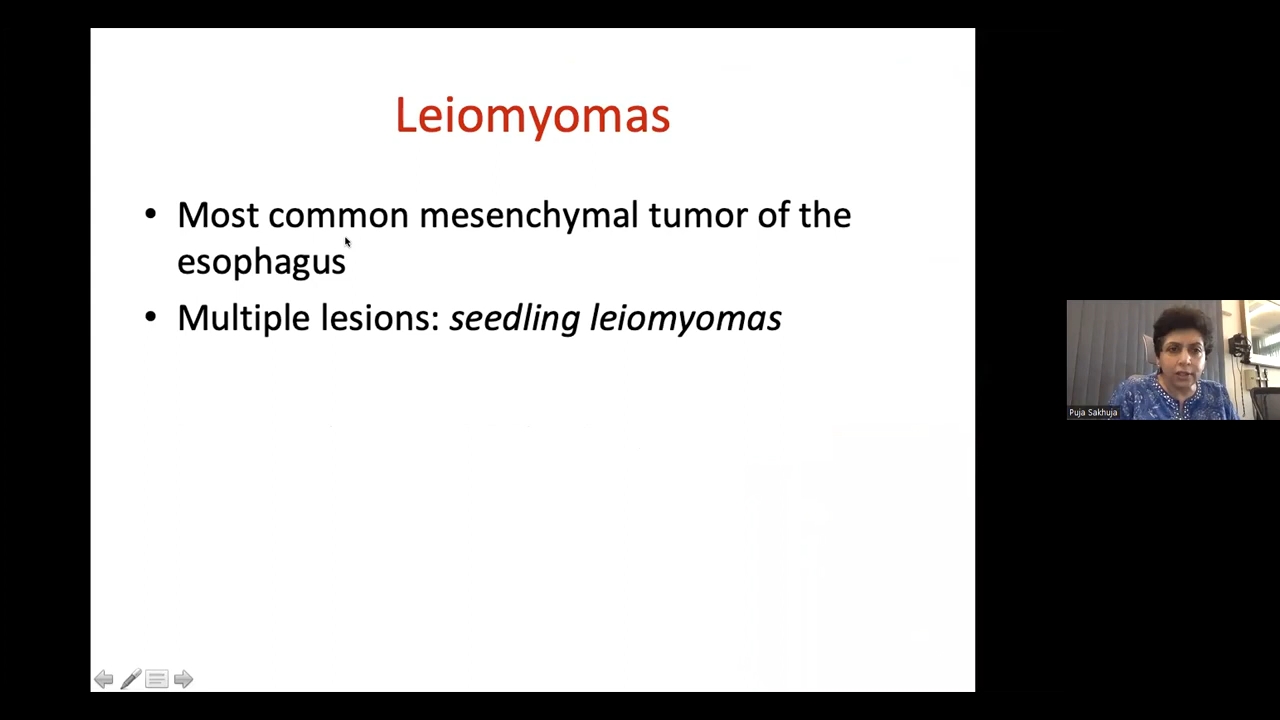 Leiomyomas
• Most common mesenchymal tumor of the
esophagus
• Multiple lesions: seedling leiomyomas
Puja Sakhuja